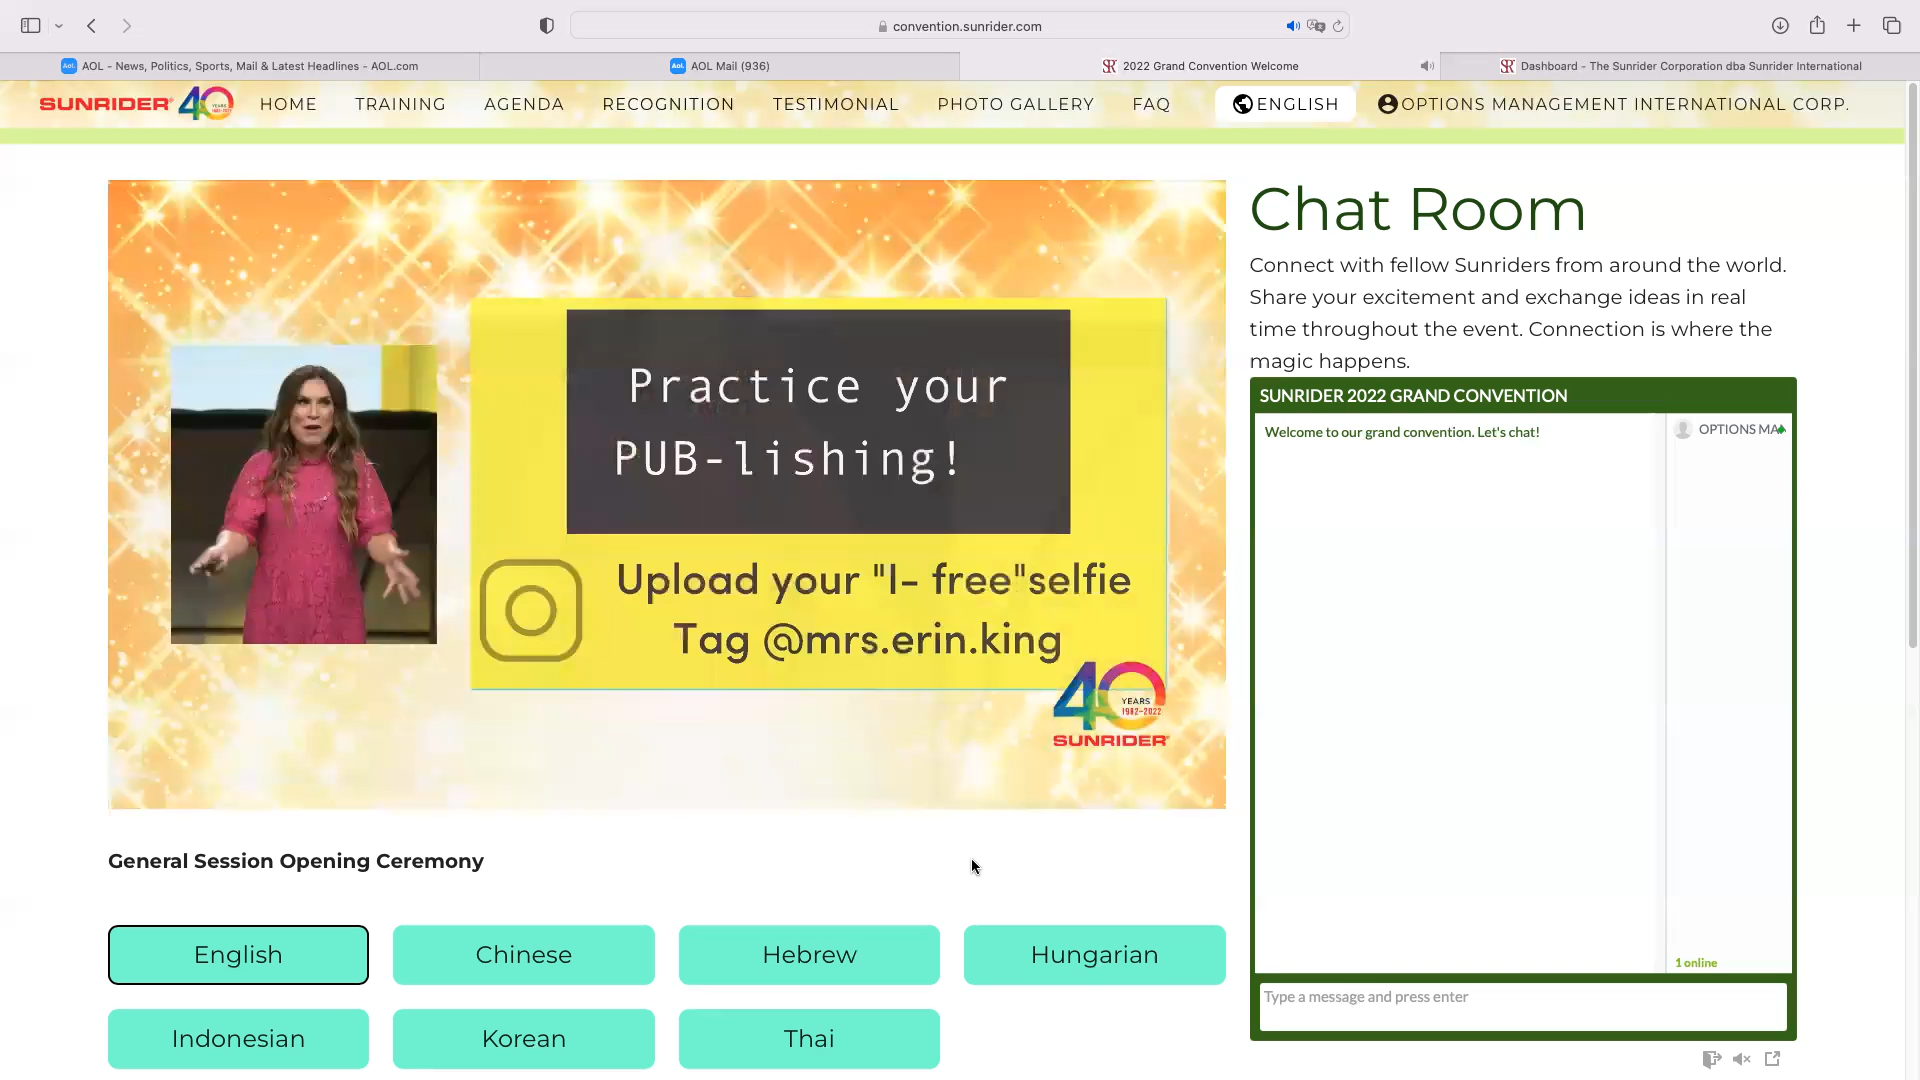 convention.sunrider.com
AOL - News, Politics, Sports, Mail & Latest Headlines - AOL.com
AOL Mail (936)
2022 Grand Convention Welcome
Dashboard - The Sunrider Corporation dba Sunrider International
SUNRIDER 40 YEARS
HOME
TRAINING
AGENDA
RECOGNITION
TESTIMONIAL
PHOTO GALLERY
FAQ
ENGLISH
OPTIONS MANAGEMENT INTERNATIONAL CORP.
Practice your
PUB-lishing!
Upload your "I- free"selfie
Tag @mrs.erin.king
40 YEARS
1982-2022
SUNRIDER
Chat Room
Connect with fellow Sunriders from around the world.
Share your excitement and exchange ideas in real
time throughout the event. Connection is where the
magic happens.
SUNRIDER 2022 GRAND CONVENTION
Welcome to our grand convention. Let's chat!
OPTIONS MA
1 online
Type a message and press enter
General Session Opening Ceremony
English
Chinese
Hebrew
Hungarian
Indonesian
Korean
Thai